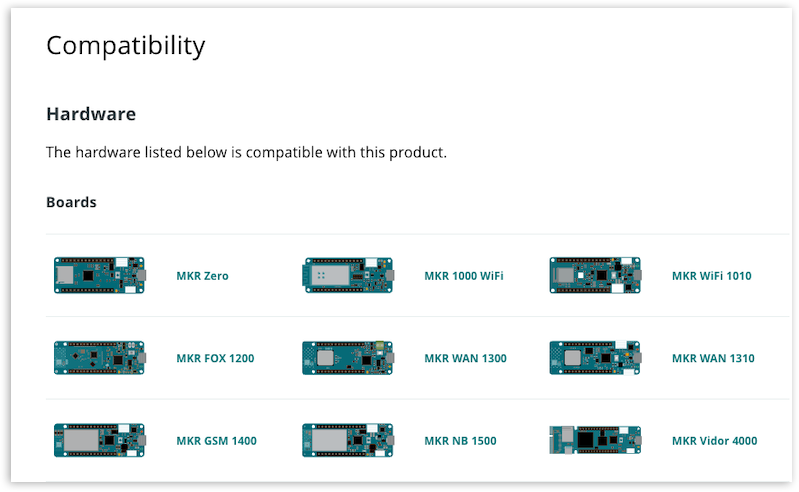 Compatibility
Hardware
The hardware listed below is compatible with this product.
Boards
MKR Zero
MKR 1000 WiFi
MKR WiFi 1010
MKR FOX 1200
MKR WAN 1300
MKR WAN 1310
MKR GSM 1400
MKR NB 1500
MKR Vidor 4000